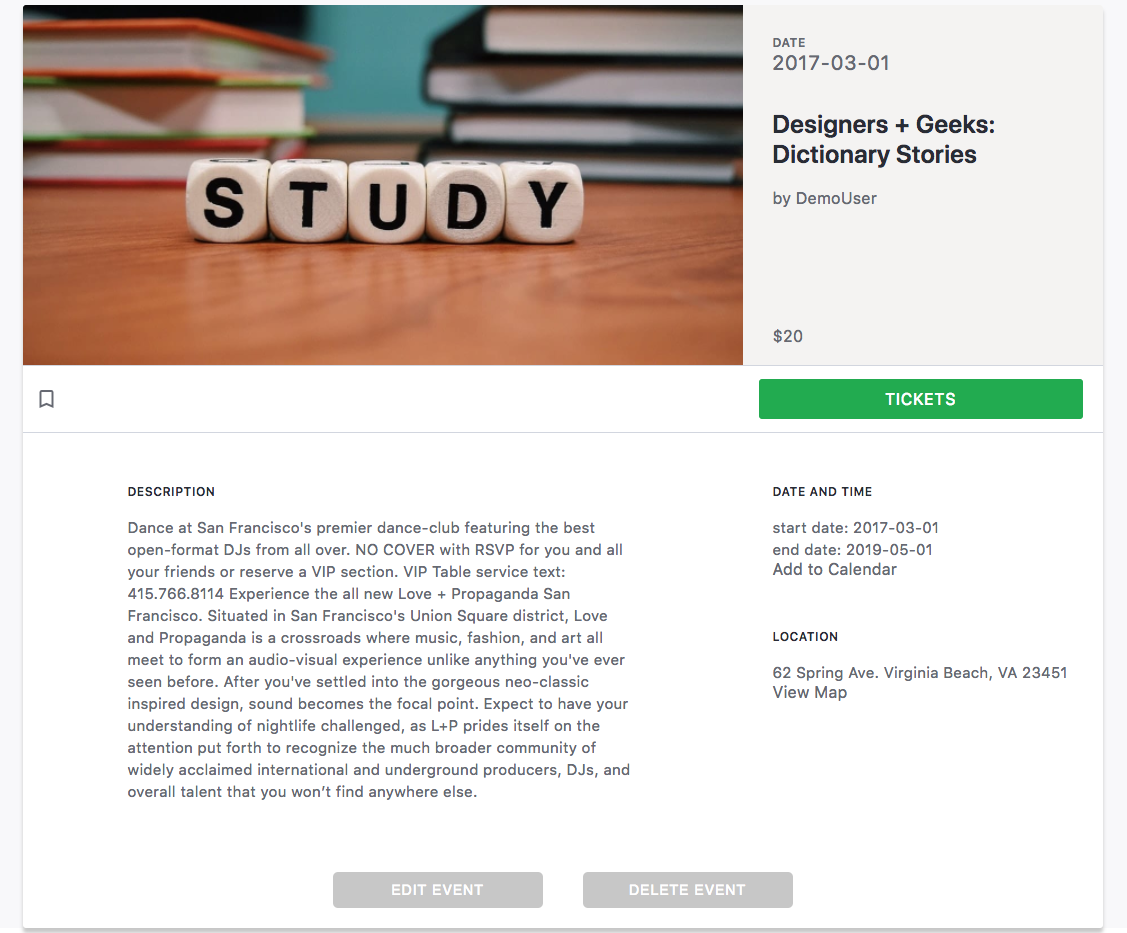 STUDY
DATE
2017-03-01
Designers + Geeks:
Dictionary Stories
by DemoUser
$20
TICKETS
DESCRIPTION
Dance at San Francisco's premier dance-club featuring the best
open-format DJs from all over. NO COVER with RSVP for you and all
your friends or reserve a VIP section. VIP Table service text:
415.766.8114 Experience the all new Love + Propaganda San
Francisco. Situated in San Francisco's Union Square district, Love
and Propaganda is a crossroads where music, fashion, and art all
meet to form an audio-visual experience unlike anything you've ever
seen before. After you've settled into the gorgeous neo-classic
inspired design, sound becomes the focal point. Expect to have your
understanding of nightlife challenged, as L+P prides itself on the
attention put forth to recognize the much broader community of
widely acclaimed international and underground producers, DJs, and
overall talent that you won’t find anywhere else.
DATE AND TIME
start date: 2017-03-01
end date: 2019-05-01
Add to Calendar
LOCATION
62 Spring Ave. Virginia Beach, VA 23451
View Map
EDIT EVENT
DELETE EVENT